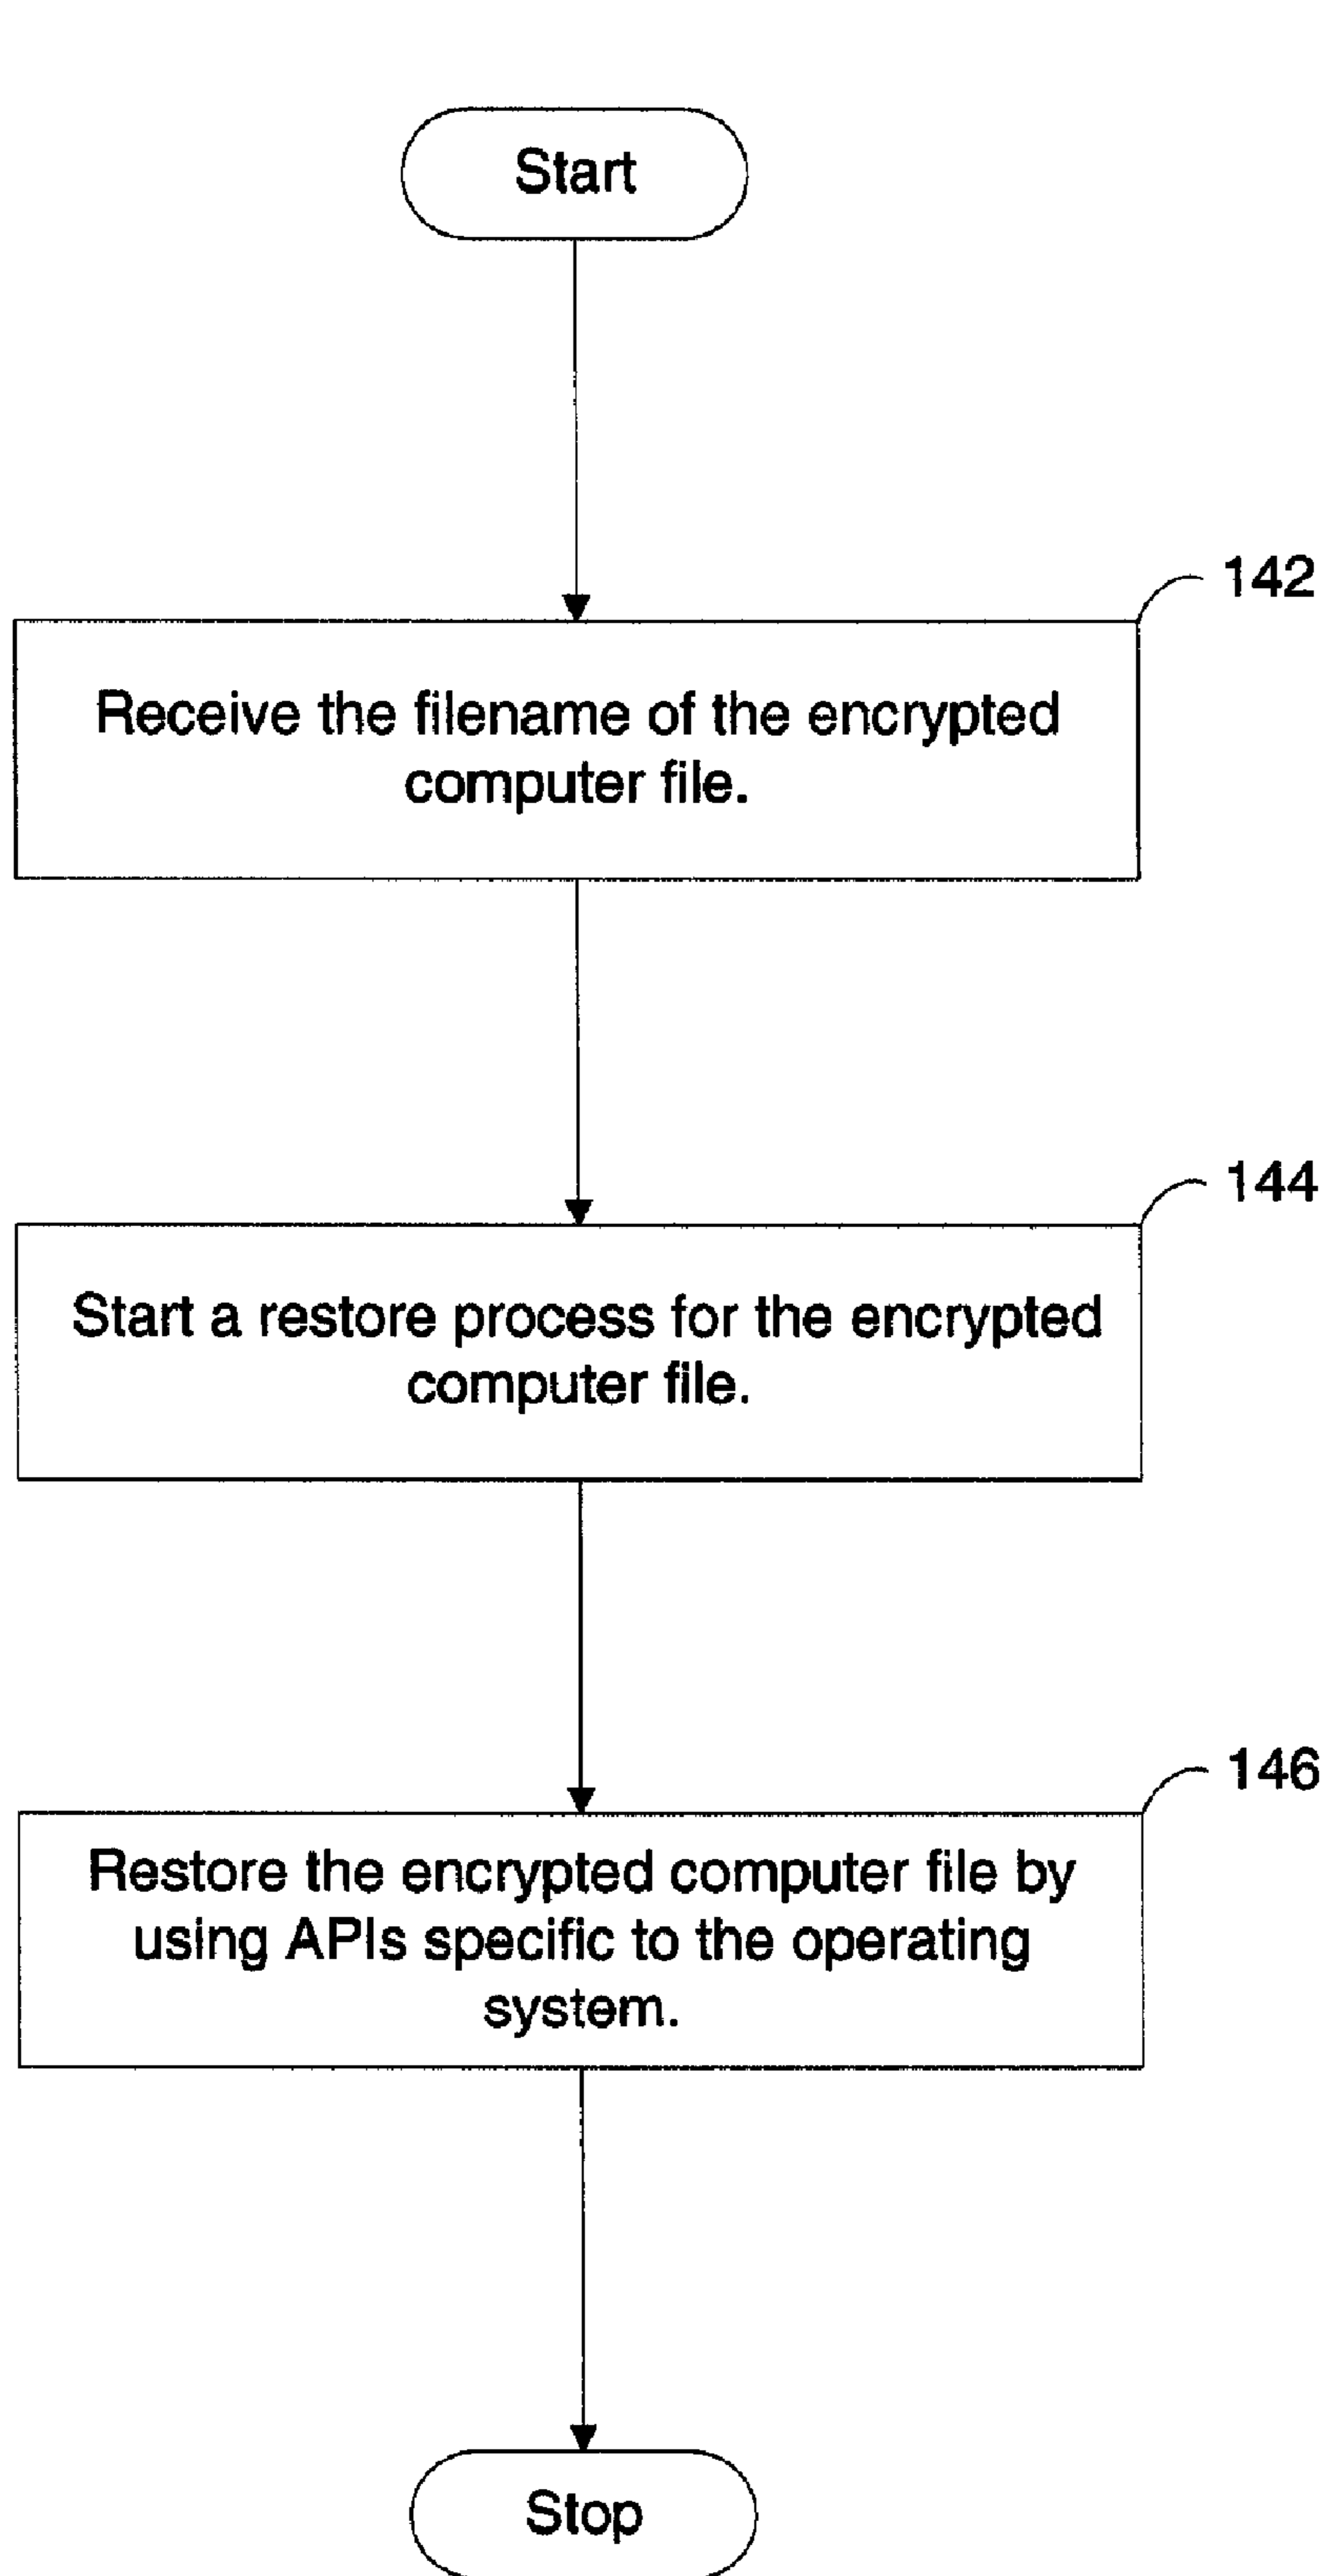 Start
142
Receive the filename of the encrypted
computer file.
144
Start a restore process for the encrypted
computer file.
146
Restore the encrypted computer file by
using APIs specific to the operating
system.
Stop